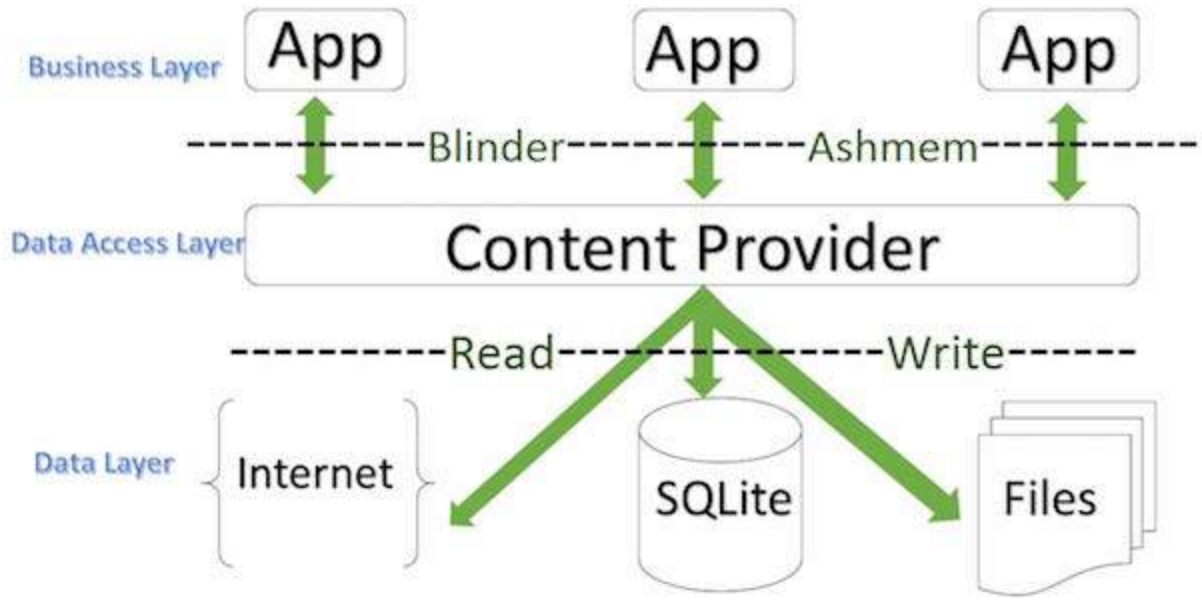 App App App
Business Layer
Blinder Ashmem
Data Access Layer Content Provider
Read Write
Data Layer Internet SQLite Files